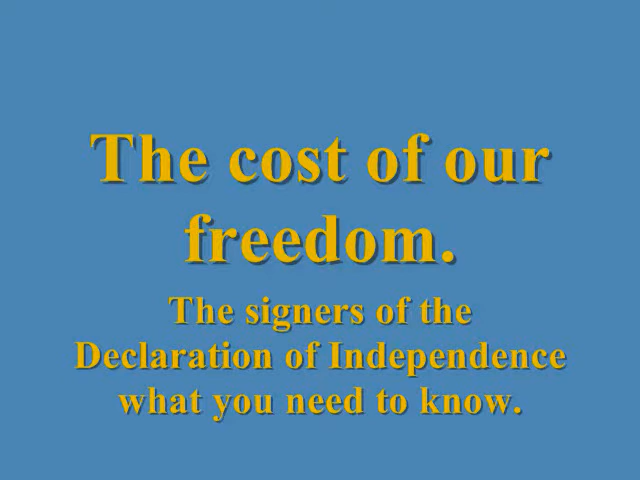 The cost of our
freedom.
The signers of the
Declaration of Independence
what you need to know.